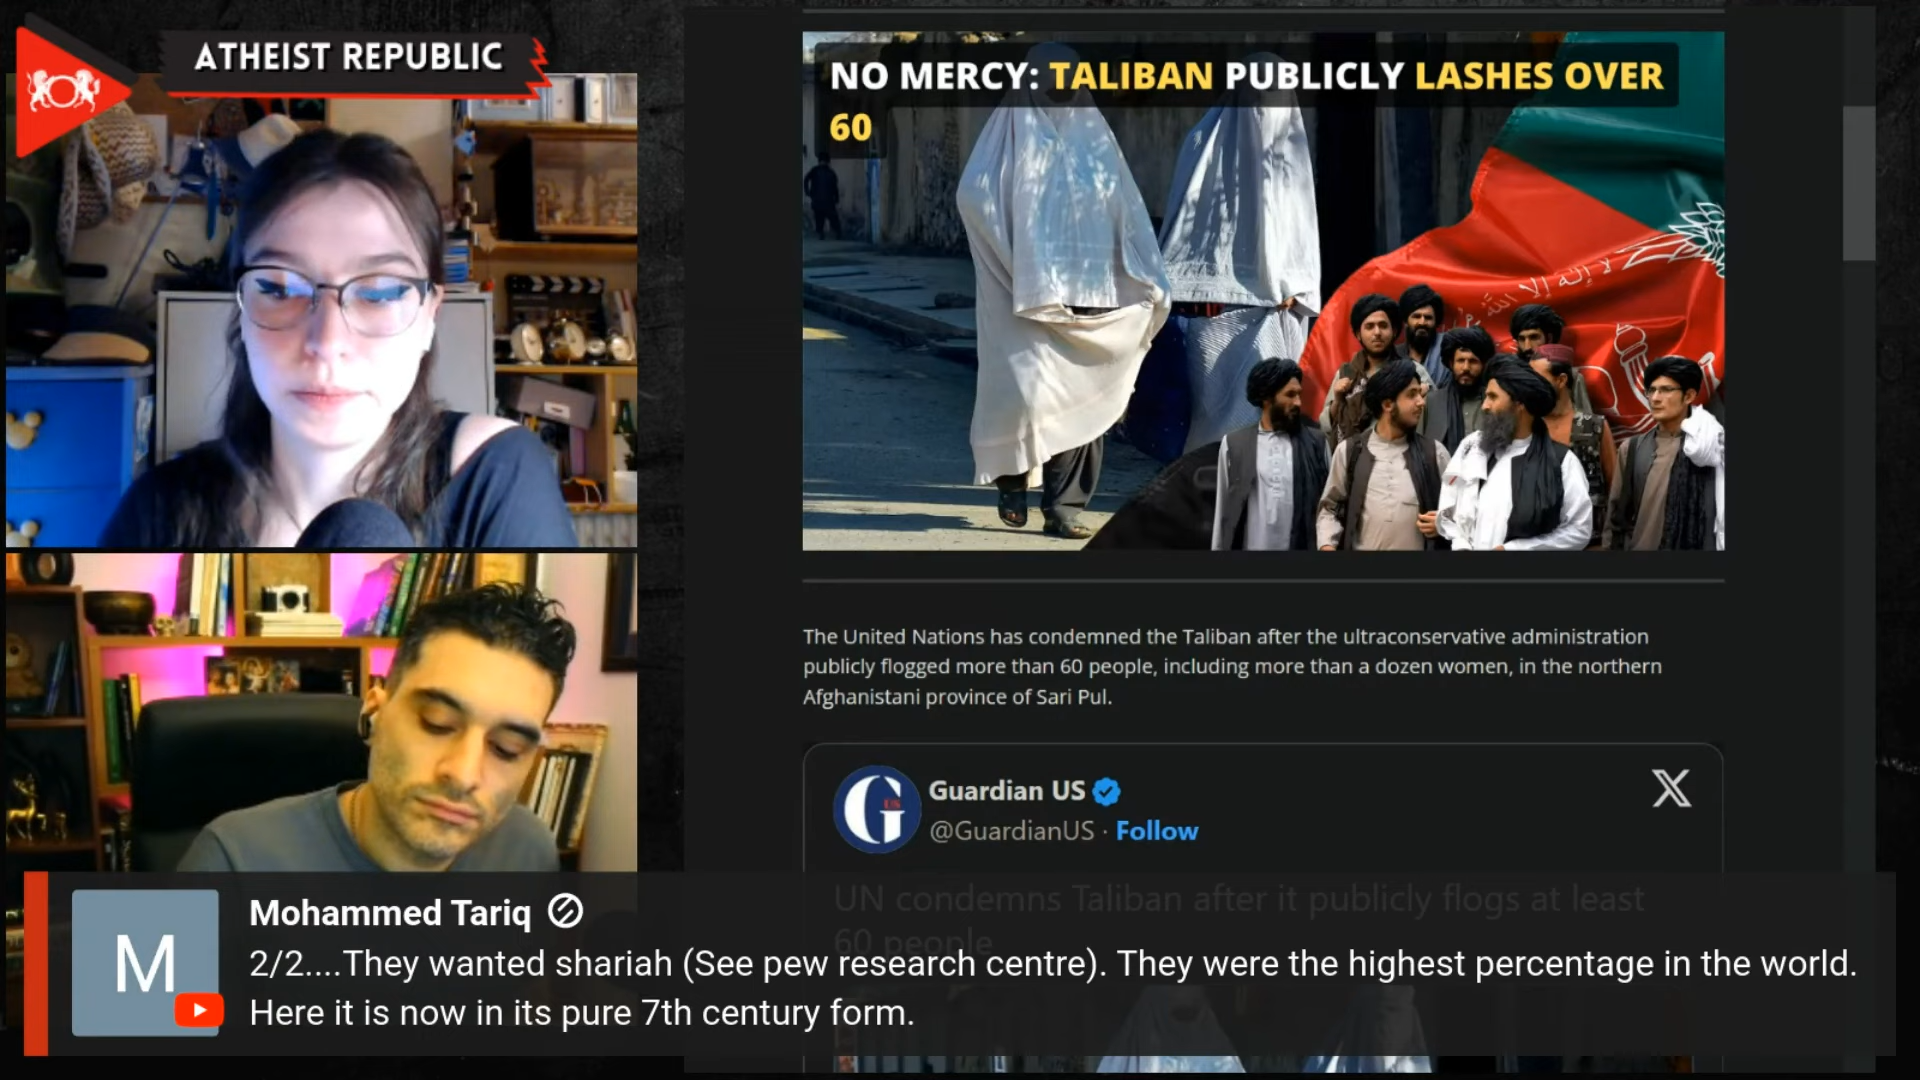 ATHEIST REPUBLIC
NO MERCY: TALIBAN PUBLICLY LASHES OVER
60
The United Nations has condemned the Taliban after the ultraconservative administration
publicly flogged more than 60 people, including more than a dozen women, in the northern
Afghanistani province of Sari Pul.
Guardian US
@GuardianUS · Follow
UN condemns Taliban after it publicly flogs at least
60 people
Mohammed Tariq
2/2....They wanted shariah (See pew research centre). They were the highest percentage in the world.
Here it is now in its pure 7th century form.
M